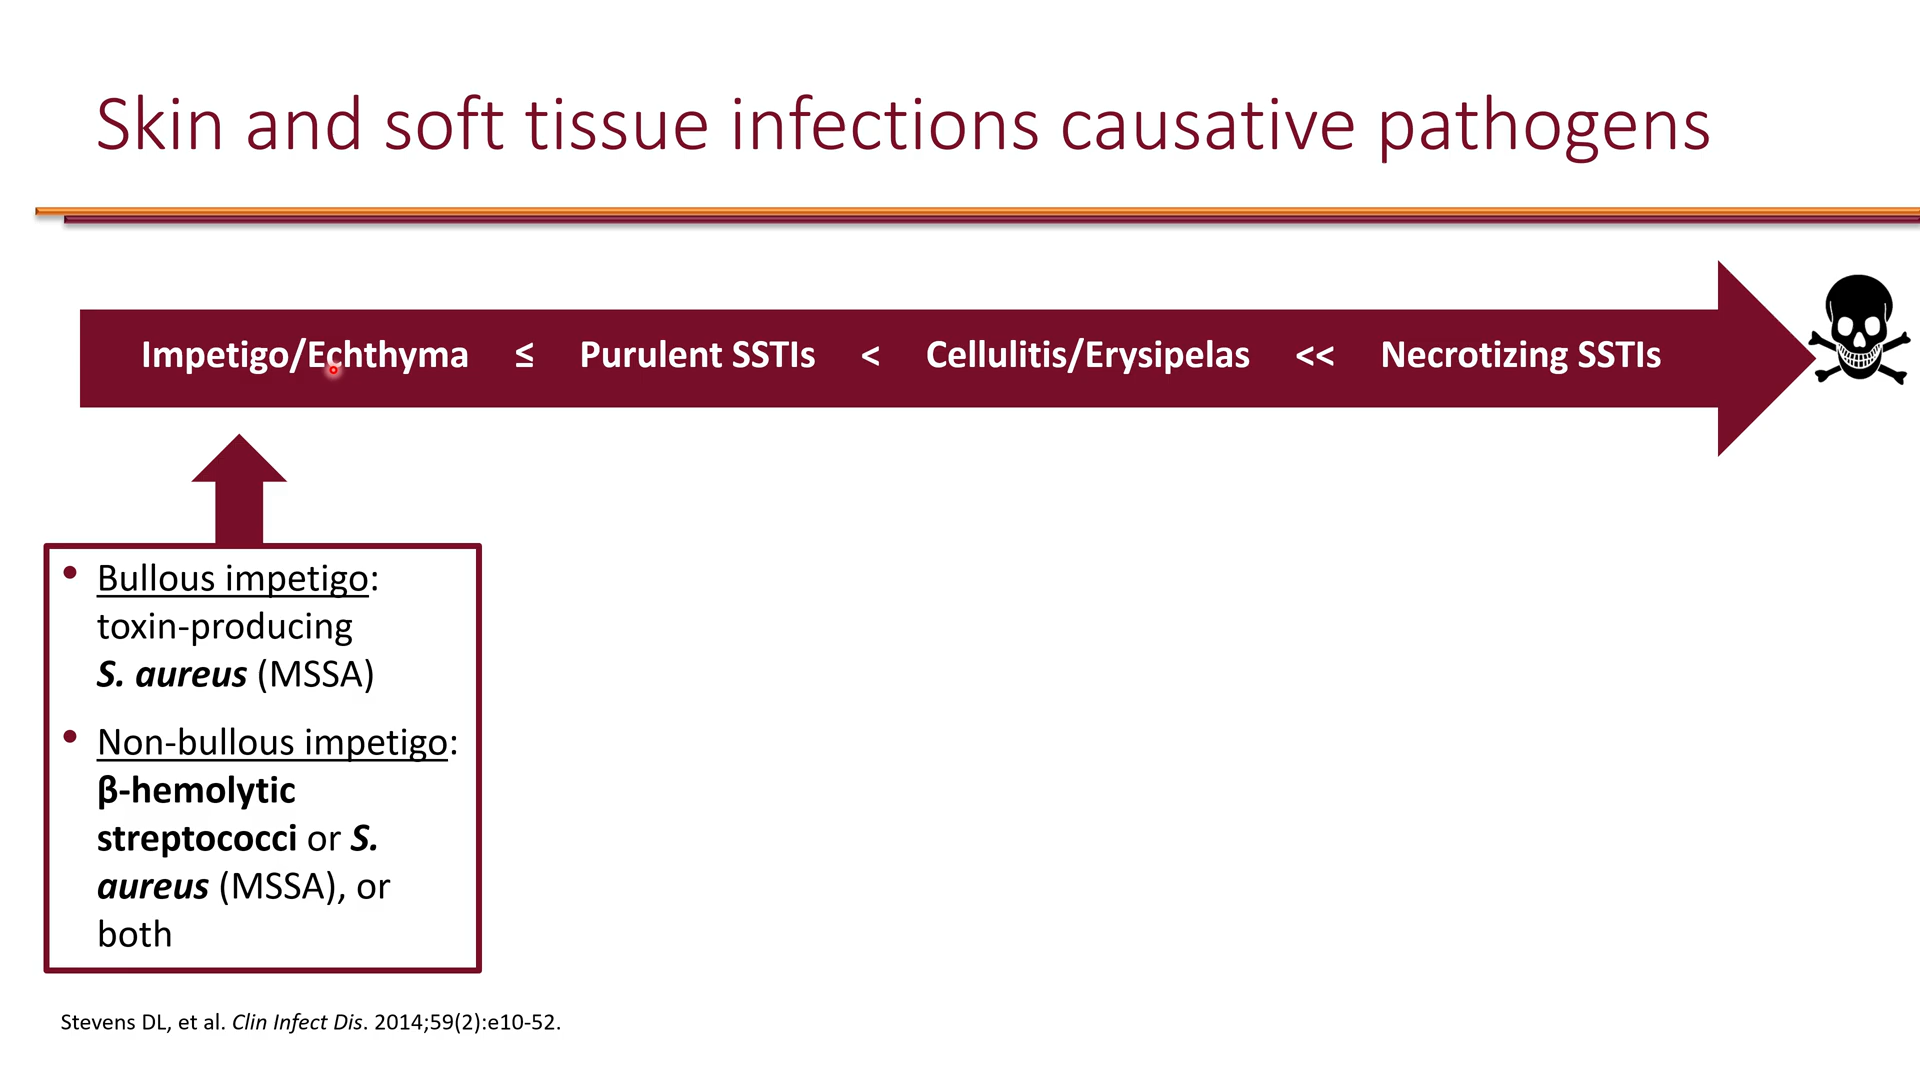 Skin and soft tissue infections causative pathogens
Impetigo/Echthyma ≤ Purulent SSTIs < Cellulitis/Erysipelas << Necrotizing SSTIs
• Bullous impetigo:
toxin-producing
S. aureus (MSSA)
• Non-bullous impetigo:
β-hemolytic
streptococci or S.
aureus (MSSA), or
both
Stevens DL, et al. Clin Infect Dis. 2014;59(2):e10-52.